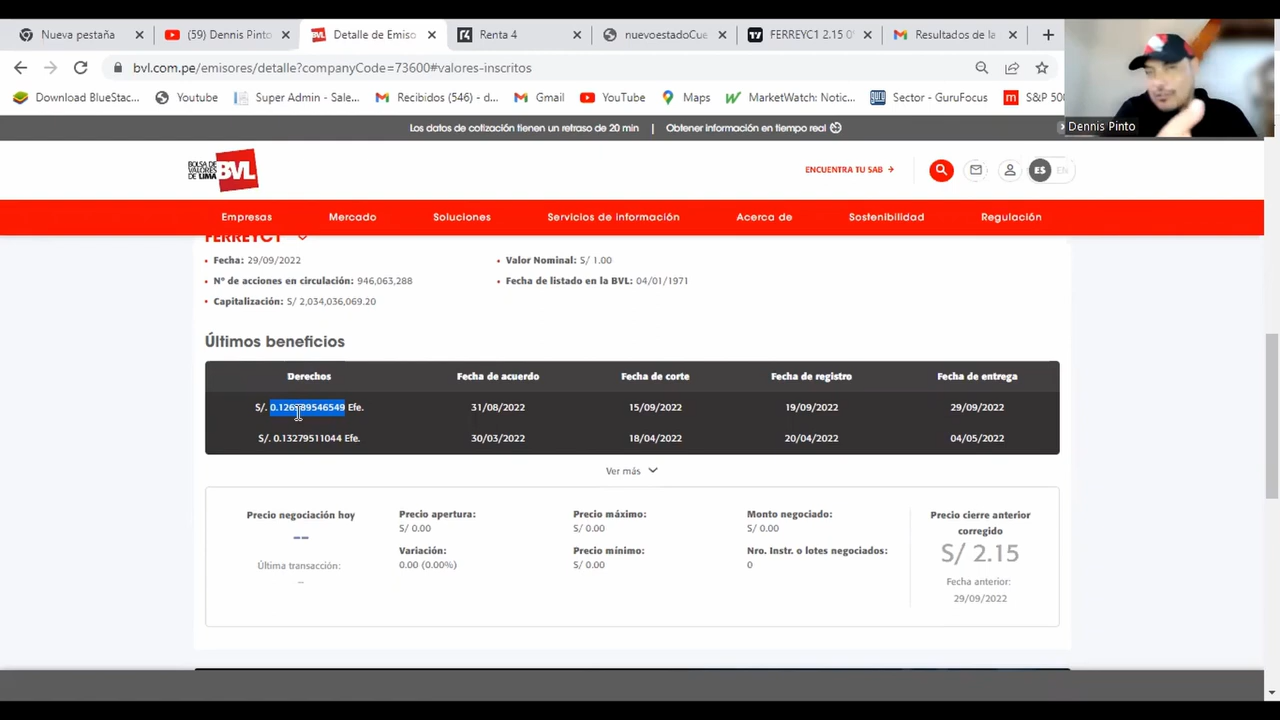 Nueva pestaña
(59) Dennis Pinto
Detalle de Emiso
Renta 4
nuevoestadoCue
FERREYC1 2.15 0
Resultados de la
bvl.com.pe/emisores/detalle?companyCode=73600#valores-inscritos
Download BlueStac...
Youtube
Super Admin - Sale...
Recibidos (546) - d...
Gmail
YouTube
Maps
MarketWatch: Notic...
Sector - GuruFocus
S&P 500
Dennis Pinto
Los datos de cotización tienen un retraso de 20 min | Obtener información en tiempo real
BOLSA DE VALORES DE LIMA BVL
ENCUENTRA TU SAB
ES EN
Empresas Mercado Soluciones Servicios de información Acerca de Sostenibilidad Regulación
FERREYC1
Fecha: 29/09/2022
Valor Nominal: S/ 1.00
Nº de acciones en circulación: 946,063,288
Fecha de listado en la BVL: 04/01/1971
Capitalización: S/ 2,034,036,069.20
Últimos beneficios
Derechos Fecha de acuerdo Fecha de corte Fecha de registro Fecha de entrega
S/. Efe. 31/08/2022 15/09/2022 19/09/2022 29/09/2022
S/. 0.13279511044 Efe. 30/03/2022 18/04/2022 20/04/2022 04/05/2022
Ver más
Precio negociación hoy
--
Última transacción:
--
Precio apertura:
S/ 0.00
Variación:
0.00 (0.00%)
Precio máximo:
S/ 0.00
Precio mínimo:
S/ 0.00
Monto negociado:
S/ 0.00
Nro. Instr. o lotes negociados:
0
Precio cierre anterior
corregido
S/ 2.15
Fecha anterior:
29/09/2022